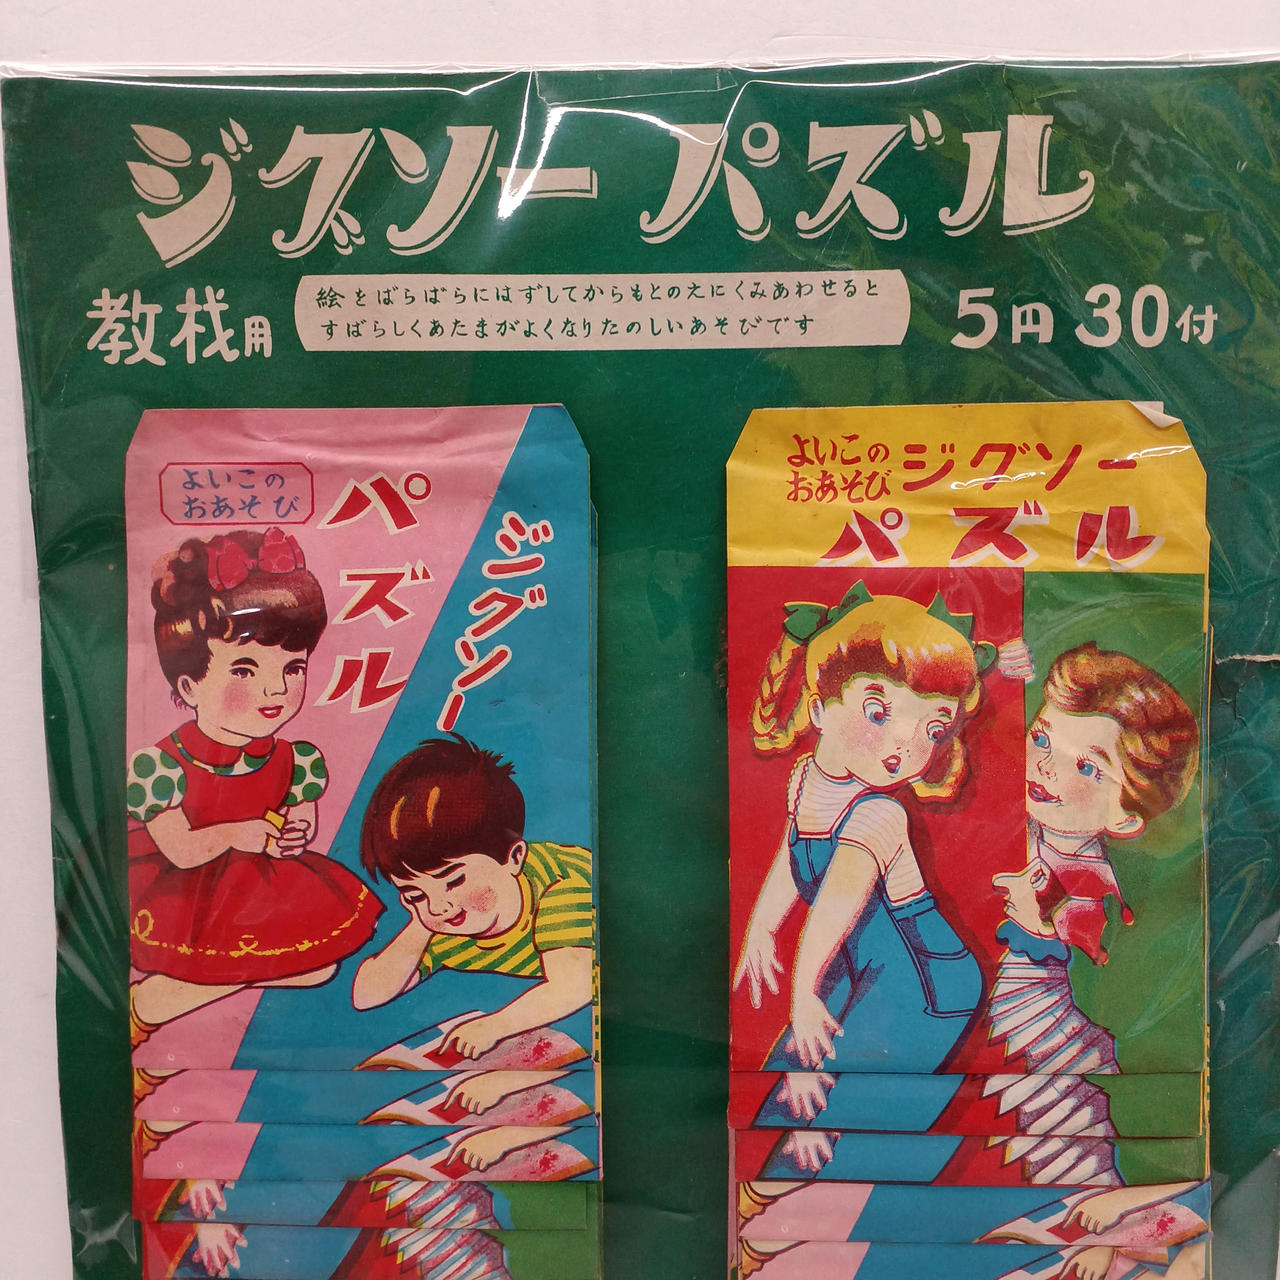 ジグソーパズル
教材用
絵をばらばらにはずしてからもとのえにくみあわせると
すばらしくあたまがよくなりたのしいあそびです
5円30付
よいこの
おあそび
パズル
ジグソー
よいこの
おあそび
ジグソー
パズル